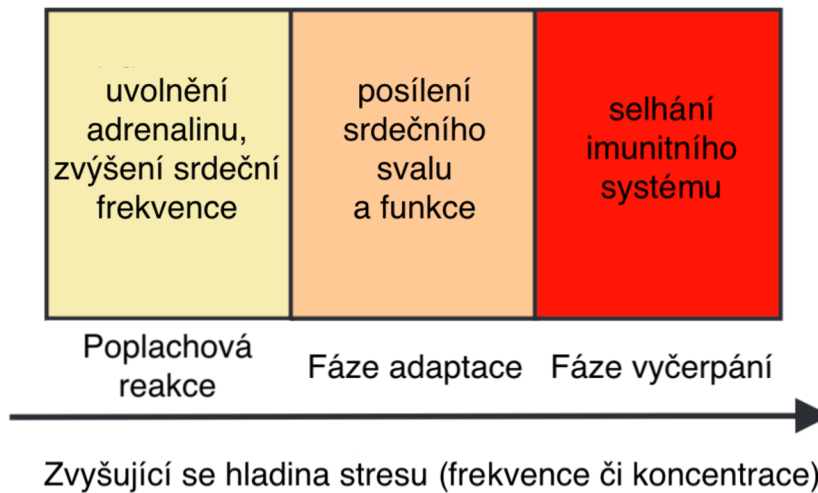 uvolnění
adrenalinu,
zvýšení srdeční
frekvence
posílení
srdečního
svalu
a funkce
selhání
imunitního
systému
Poplachová
reakce
Fáze adaptace
Fáze vyčerpání
Zvyšující se hladina stresu (frekvence či koncentrace)